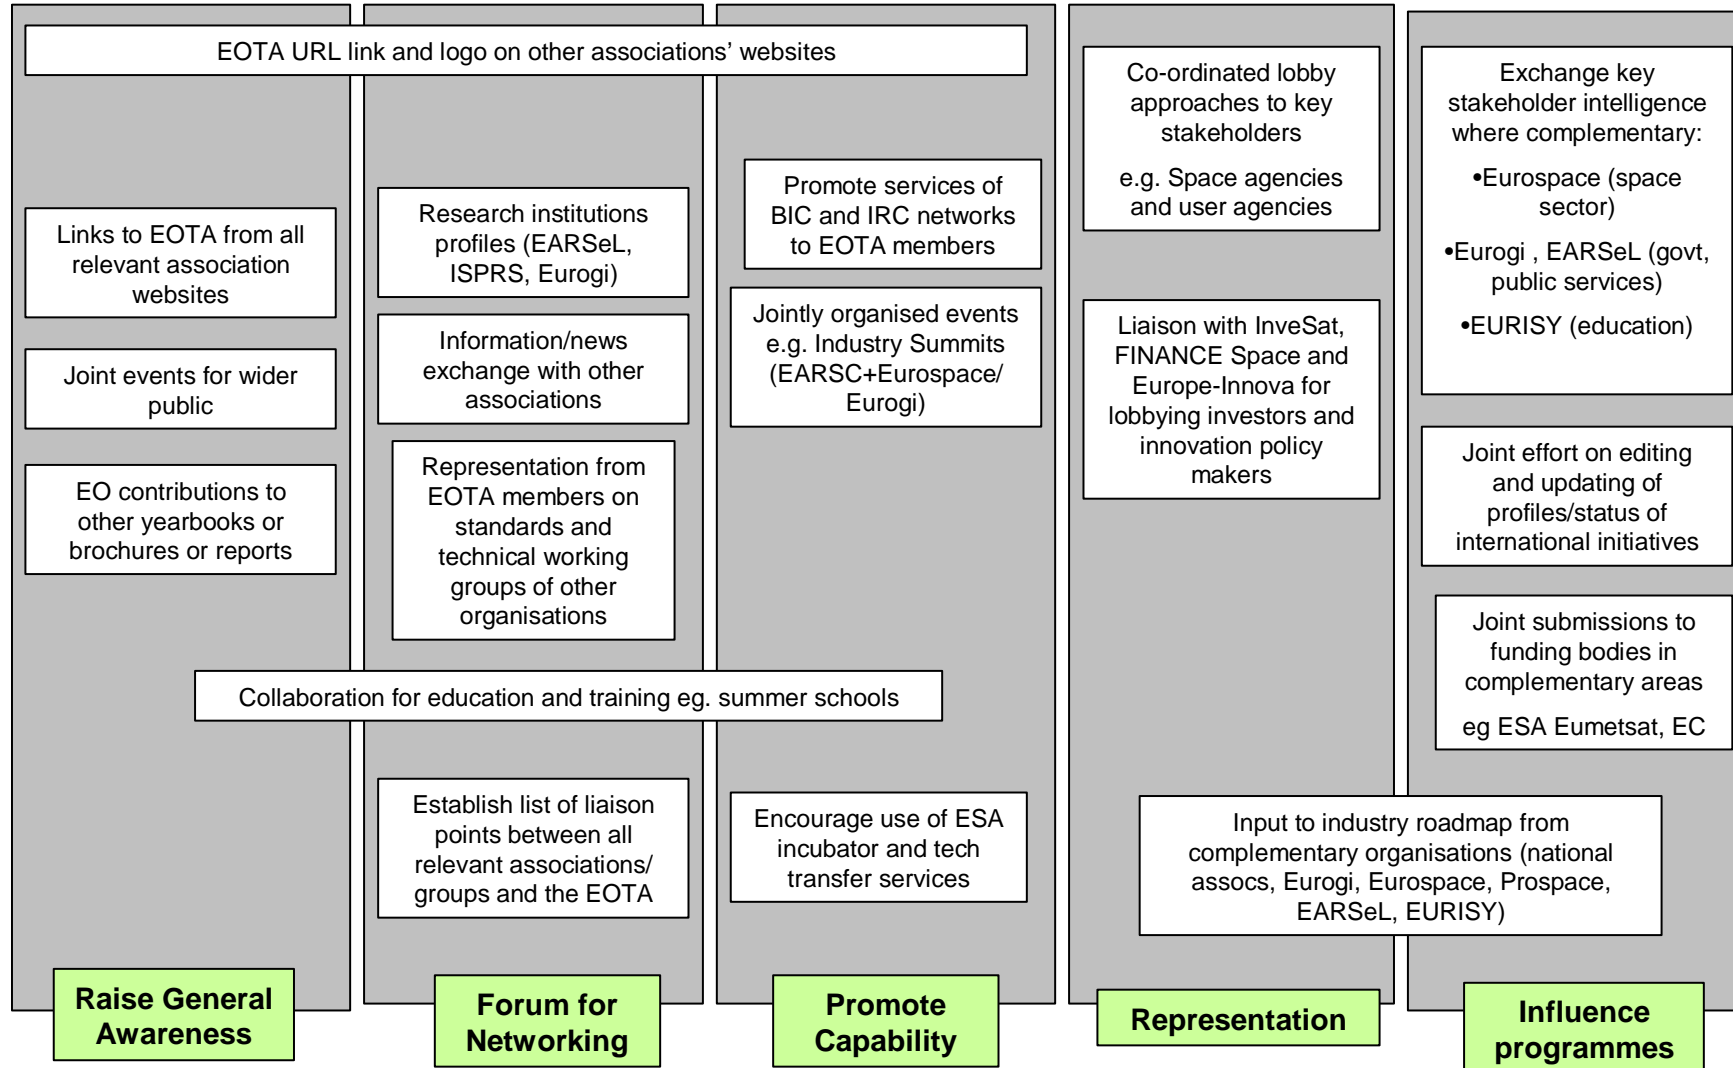 EOTA URL link and logo on other associations’ websites
Links to EOTA from all
relevant association
websites
Joint events for wider
public
EO contributions to
other yearbooks or
brochures or reports
Research institutions
profiles (EARSeL,
ISPRS, Eurogi)
Information/news
exchange with other
associations
Representation from
EOTA members on
standards and
technical working
groups of other
organisations
Promote services of
BIC and IRC networks
to EOTA members
Jointly organised events
e.g. Industry Summits
(EARSC+Eurospace/
Eurogi)
Collaboration for education and training eg. summer schools
Establish list of liaison
points between all
relevant associations/
groups and the EOTA
Encourage use of ESA
incubator and tech
transfer services
Co-ordinated lobby
approaches to key
stakeholders
e.g. Space agencies
and user agencies
Liaison with InveSat,
FINANCE Space and
Europe-Innova for
lobbying investors and
innovation policy
makers
Exchange key
stakeholder intelligence
where complementary:
•Eurospace (space
sector)
•Eurogi , EARSeL (govt,
public services)
•EURISY (education)
Joint effort on editing
and updating of
profiles/status of
international initiatives
Joint submissions to
funding bodies in
complementary areas
eg ESA Eumetsat, EC
Input to industry roadmap from
complementary organisations (national
assocs, Eurogi, Eurospace, Prospace,
EARSeL, EURISY)
Raise General
Awareness
Forum for
Networking
Promote
Capability
Representation
Influence
programmes